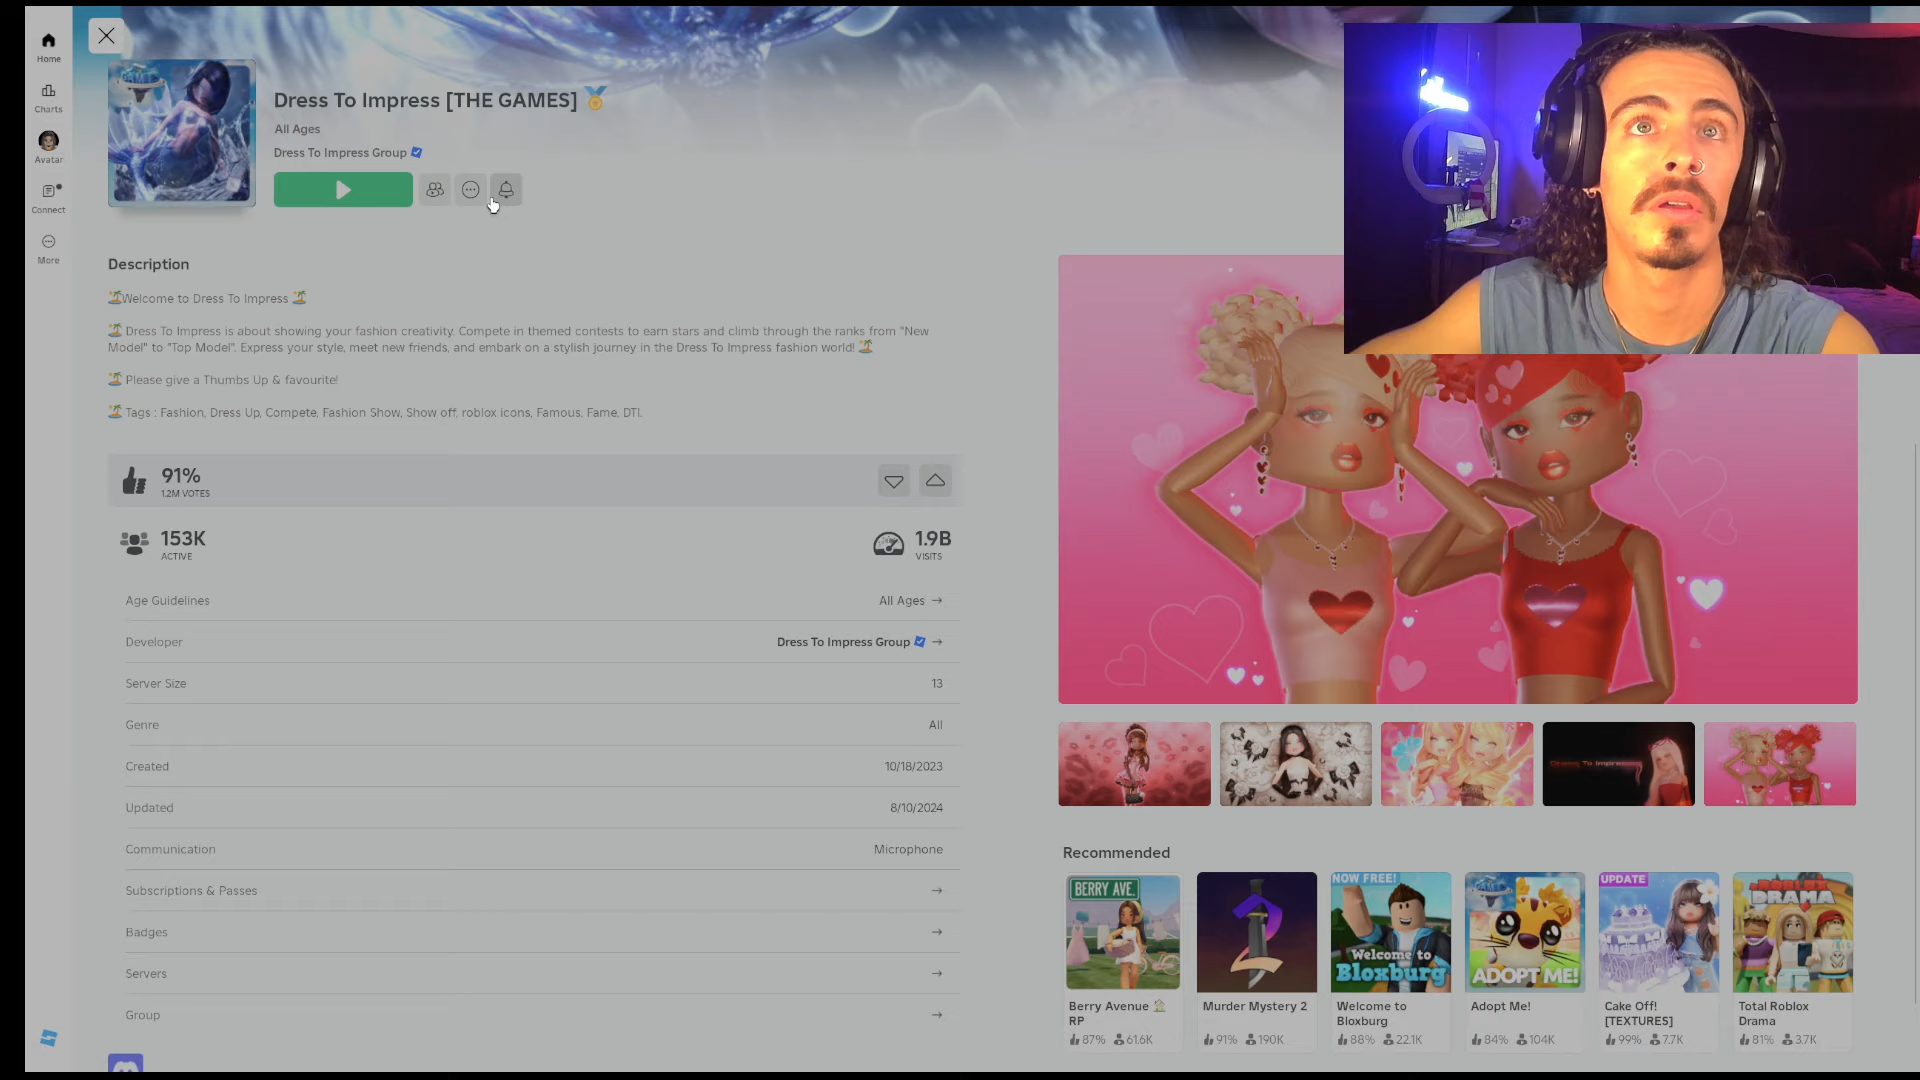 Home
Charts
Avatar
Connect
More
Dress To Impress [THE GAMES] 🏅
All Ages
Dress To Impress Group
Description
🏝️Welcome to Dress To Impress 🏝️
🏝️Dress To Impress is about showing your fashion creativity. Compete in themed contests to earn stars and climb through the ranks from "New
Model" to "Top Model". Express your style, meet new friends, and embark on a stylish journey in the Dress To Impress fashion world! 🏝️
🏝️ Please give a Thumbs Up & favourite!
🏝️ Tags : Fashion, Dress Up, Compete, Fashion Show, Show off, roblox icons, Famous, Fame, DTI.
91%
1.2M VOTES
153K
ACTIVE
1.9B
VISITS
Age Guidelines
All Ages
Developer
Dress To Impress Group
Server Size
13
Genre
All
Created
10/18/2023
Updated
8/10/2024
Communication
Microphone
Subscriptions & Passes
Badges
Servers
Group
Dress To Impress
Recommended
BERRY AVE.
Berry Avenue 🏠
RP
87% 61.6K
Murder Mystery 2
91% 190K
NOW FREE!
Welcome to
Bloxburg
Welcome to
Bloxburg
88% 22.1K
ADOPT ME!
Adopt Me!
84% 104K
UPDATE
Cake Off!
[TEXTURES]
99% 7.7K
ROBLOX
DRAMA
Total Roblox
Drama
81% 3.7K